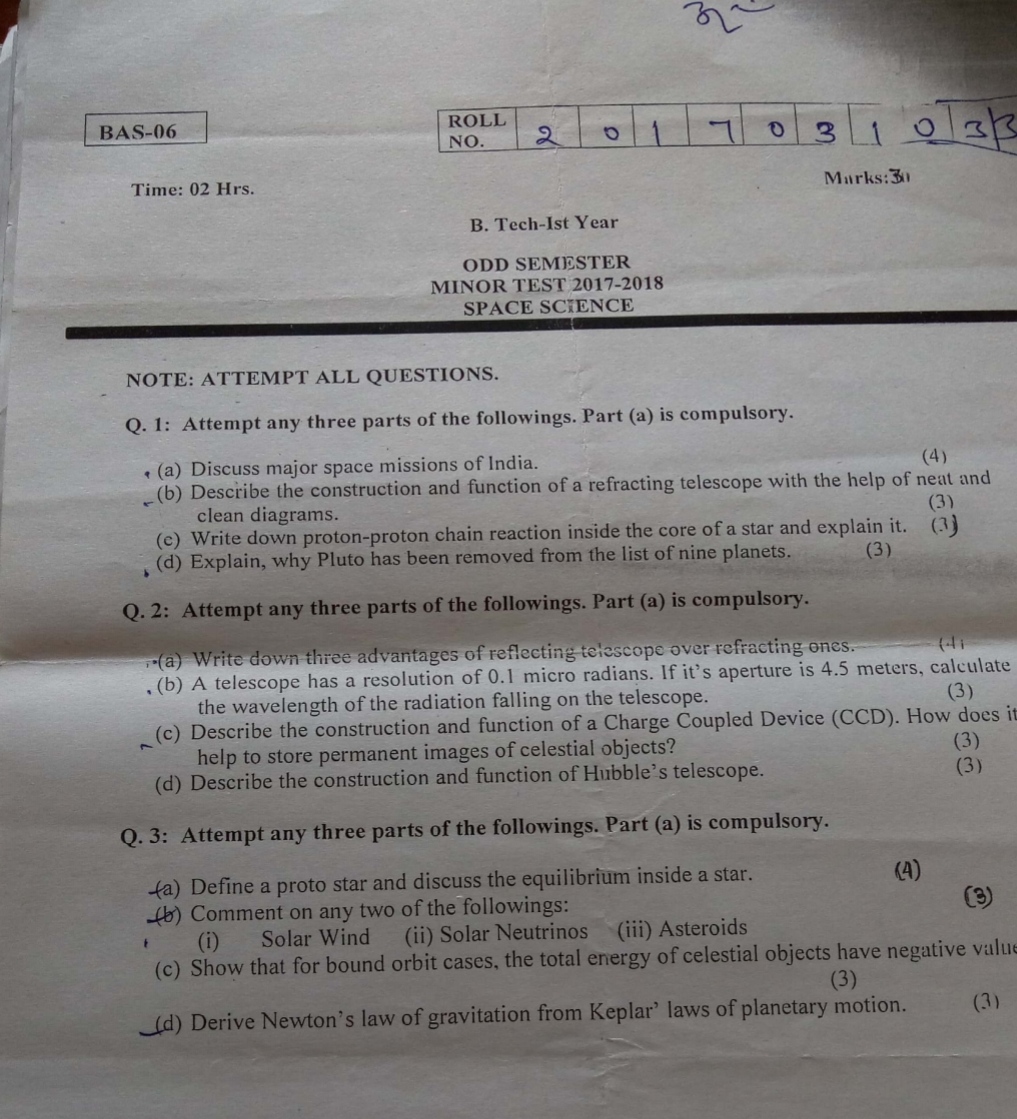 BAS-06
ROLL NO. 2 0 1 7 0 3 1 0 3 3
Time: 02 Hrs.
Marks:30
B. Tech-Ist Year
ODD SEMESTER
MINOR TEST 2017-2018
SPACE SCIENCE
NOTE: ATTEMPT ALL QUESTIONS.
Q. 1: Attempt any three parts of the followings. Part (a) is compulsory.
(a) Discuss major space missions of India. (4)
(b) Describe the construction and function of a refracting telescope with the help of neat and
clean diagrams. (3)
(c) Write down proton-proton chain reaction inside the core of a star and explain it. (3)
(d) Explain, why Pluto has been removed from the list of nine planets. (3)
Q. 2: Attempt any three parts of the followings. Part (a) is compulsory.
(a) Write down three advantages of reflecting telescope over refracting ones. (4)
(b) A telescope has a resolution of 0.1 micro radians. If it's aperture is 4.5 meters, calculate
the wavelength of the radiation falling on the telescope. (3)
(c) Describe the construction and function of a Charge Coupled Device (CCD). How does it
help to store permanent images of celestial objects? (3)
(d) Describe the construction and function of Hubble's telescope. (3)
Q. 3: Attempt any three parts of the followings. Part (a) is compulsory.
(a) Define a proto star and discuss the equilibrium inside a star. (4)
(b) Comment on any two of the followings: (3)
(i) Solar Wind (ii) Solar Neutrinos (iii) Asteroids
(c) Show that for bound orbit cases, the total energy of celestial objects have negative value
(3)
(d) Derive Newton's law of gravitation from Keplar' laws of planetary motion. (3)